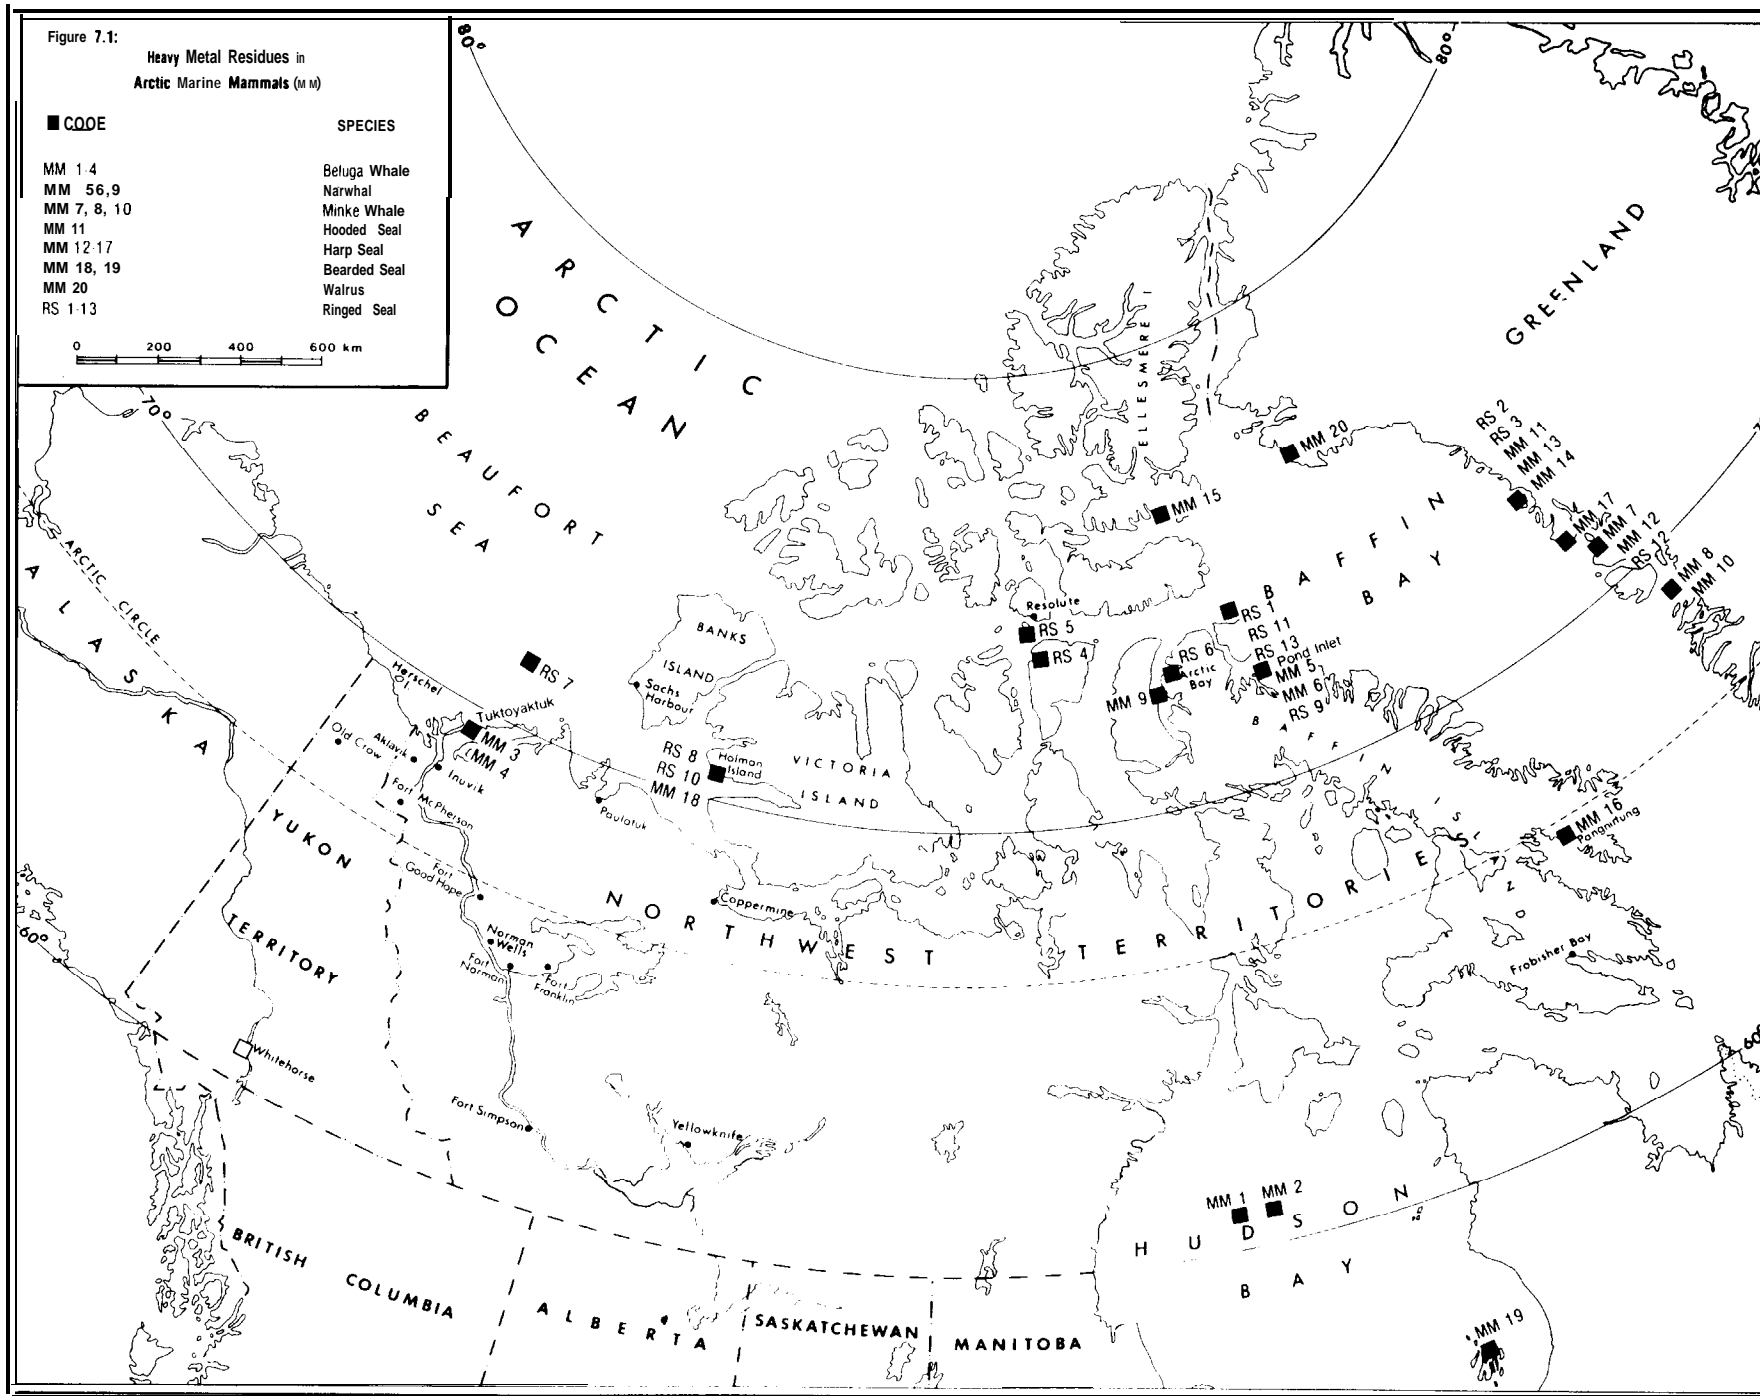 Figure 7.1:
Heavy Metal Residues in
Arctic Marine Mammals (MM)
■ COOE SPECIES
MM 1-4 Beluga Whale
MM 56,9 Narwhal
MM 7, 8, 10 Minke Whale
MM 11 Hooded Seal
MM 12-17 Harp Seal
MM 18, 19 Bearded Seal
MM 20 Walrus
RS 1-13 Ringed Seal
0 200 400 600 km
80°
80°
70°
60°
60°
ARCTIC
OCEAN
BEAUFORT
SEA
GREENLAND
ELLESMERE I
BAFFIN
BAY
MM 20
MM 15
RS 2
RS 3
MM 11
MM 13
MM 14
MM 17
MM 7
MM 12
RS 12
MM 8
MM 10
ARCTIC CIRCLE
ALASKA
Resolute
RS 5
RS 4
RS 1
RS 11
RS 13
Pond Inlet
MM 5
MM 6
RS 9
RS 6
Arctic
Bay
MM 9
BAFFIN ISL
BANKS
ISLAND
Sachs
Harbour
RS 7
Herschel
I.
Tuktoyaktuk
MM 3
MM 4
Old Crow
Aklavik
Inuvik
Fort McPherson
Paulatuk
RS 8
RS 10
MM 18
Holman
Island
VICTORIA
ISLAND
MM 16
Pangnirtung
YUKON
TERRITORY
Fort
Good Hope
Norman
Wells
Fort
Norman
Fort
Franklin
Coppermine
NORTHWEST TERRITORIES
Frobisher Bay
Whitehorse
Fort Simpson
Yellowknife
MM 1
MM 2
HUDSON
BAY
MM 19
BRITISH
COLUMBIA
ALBERTA
SASKATCHEWAN
MANITOBA